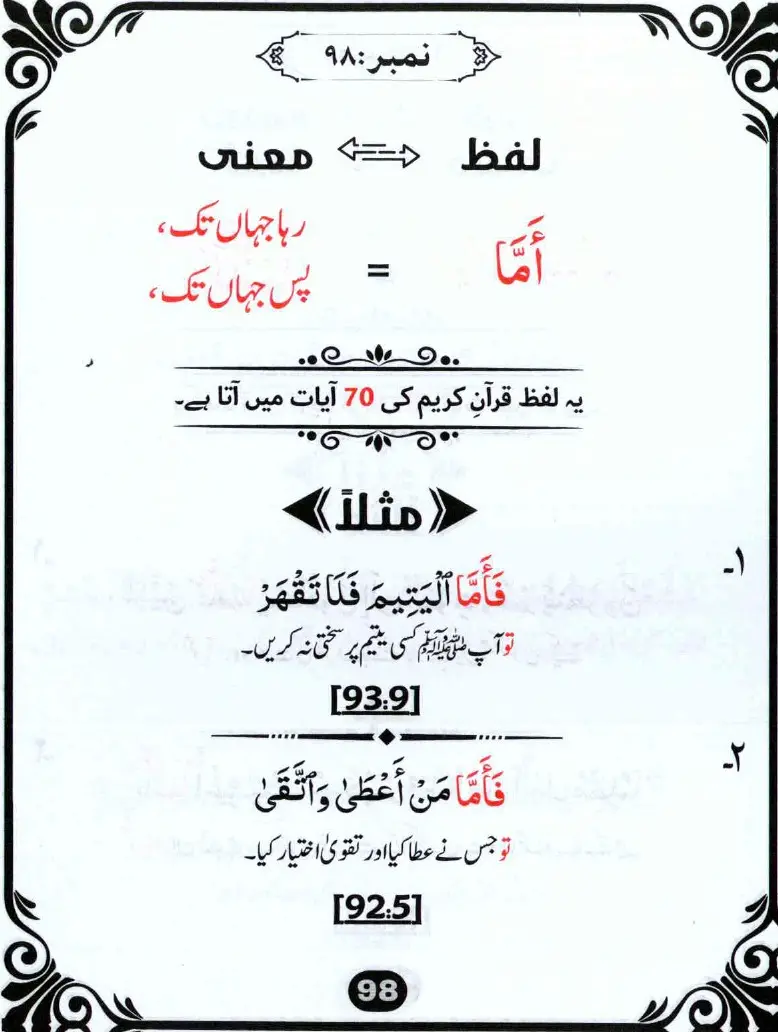 نمبر:۹۸
لفظ ⇐⇒ معنی
أَمَّا = رہا جہاں تک،
پس جہاں تک،
یہ لفظ قرآنِ کریم کی 70 آیات میں آتا ہے۔
مثلاً
۱۔
فَأَمَّا ٱلْيَتِيمَ فَلَا تَقْهَرْ
تو آپ ﷺ کسی یتیم پر سختی نہ کریں۔
[93:9]
۲۔
فَأَمَّا مَنْ أَعْطَىٰ وَٱتَّقَىٰ
تو جس نے عطا کیا اور تقویٰ اختیار کیا۔
[92:5]
98